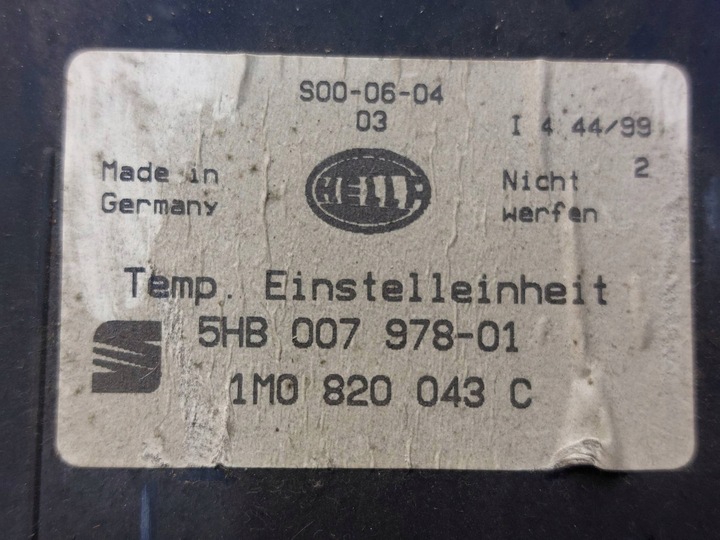 S00-06-04
03
I 4 44/99
2
Made in
Germany
HELLA
Nicht
werfen
Temp. Einstelleinheit
5HB 007 978-01
1M0 820 043 C